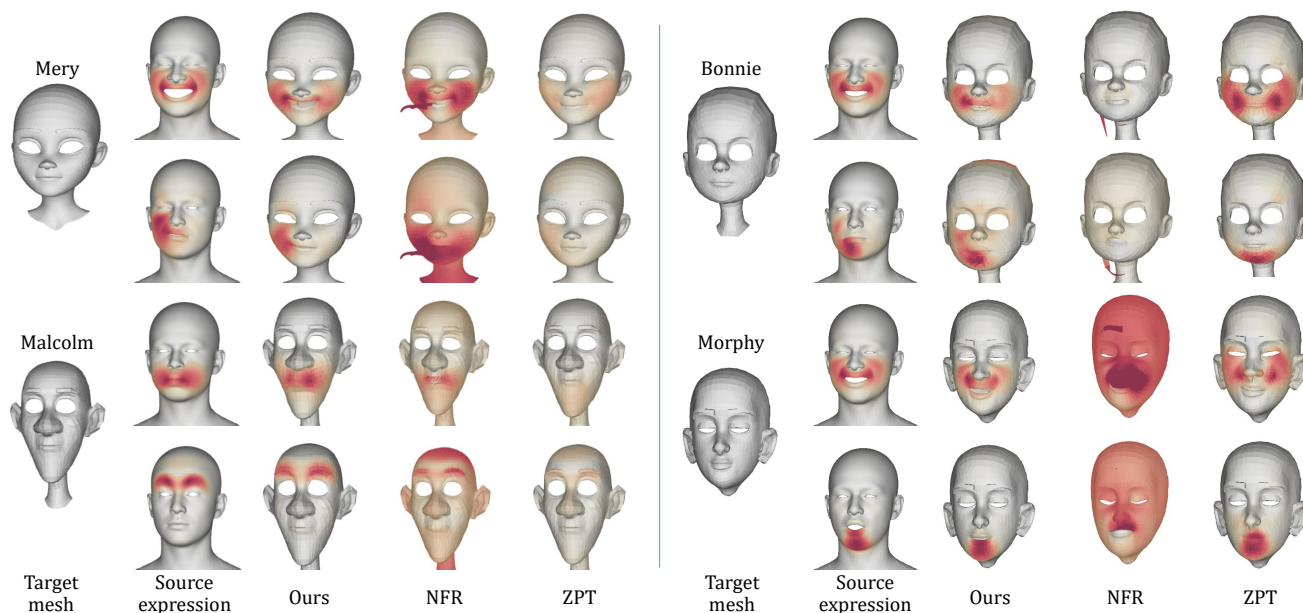 Mery
Bonnie
Malcolm
Morphy
Target
mesh
Source
expression
Ours
NFR
ZPT
Target
mesh
Source
expression
Ours
NFR
ZPT